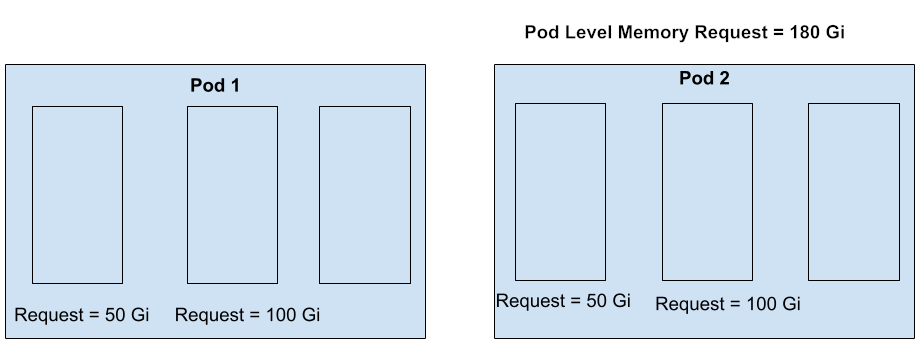 Pod Level Memory Request = 180 Gi
Pod 1
Request = 50 Gi
Request = 100 Gi
Pod 2
Request = 50 Gi
Request = 100 Gi